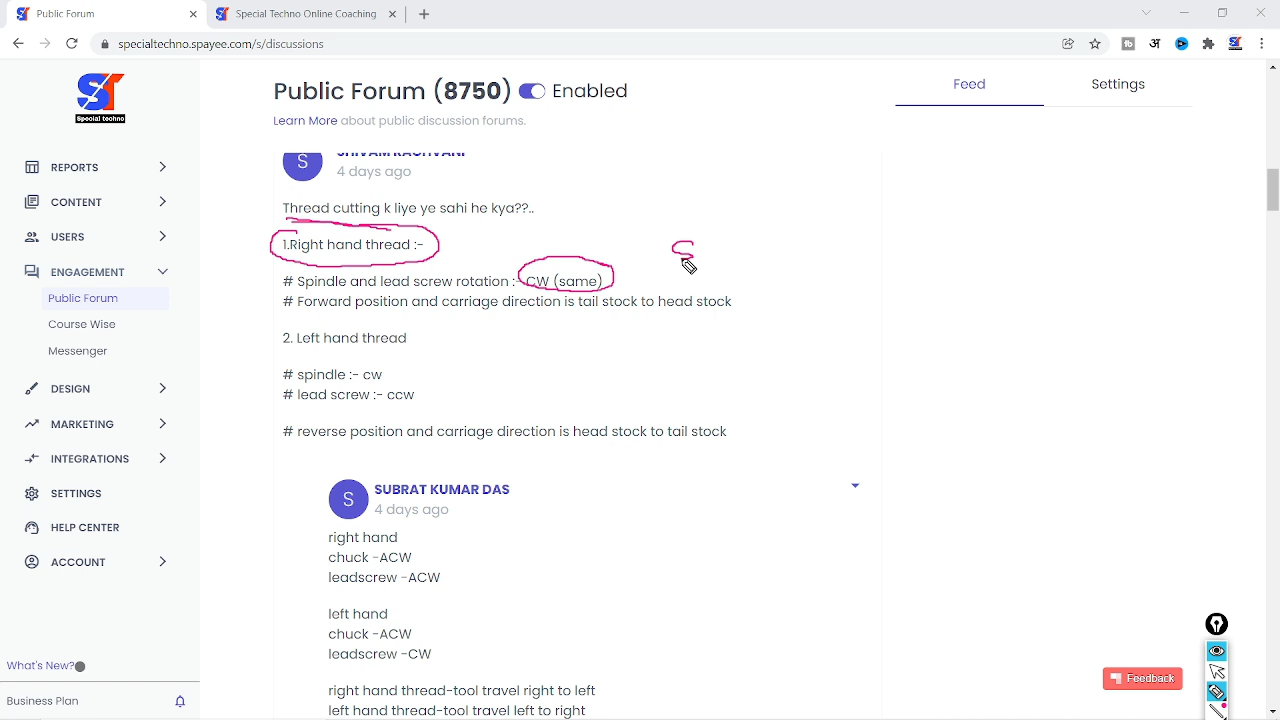 Public Forum
Special Techno Online Coaching
specialtechno.spayee.com/s/discussions
ST
Special techno
Public Forum (8750) Enabled
Feed
Settings
Learn More about public discussion forums.
REPORTS
CONTENT
USERS
ENGAGEMENT
Public Forum
Course Wise
Messenger
DESIGN
MARKETING
INTEGRATIONS
SETTINGS
HELP CENTER
ACCOUNT
What's New?
Business Plan
S
4 days ago
Thread cutting k liye ye sahi he kya??..
1.Right hand thread :-
# Spindle and lead screw rotation :- CW (same)
# Forward position and carriage direction is tail stock to head stock
2. Left hand thread
# spindle :- cw
# lead screw :- ccw
# reverse position and carriage direction is head stock to tail stock
S
SUBRAT KUMAR DAS
4 days ago
right hand
chuck -ACW
leadscrew -ACW
left hand
chuck -ACW
leadscrew -CW
right hand thread-tool travel right to left
left hand thread-tool travel left to right
Feedback